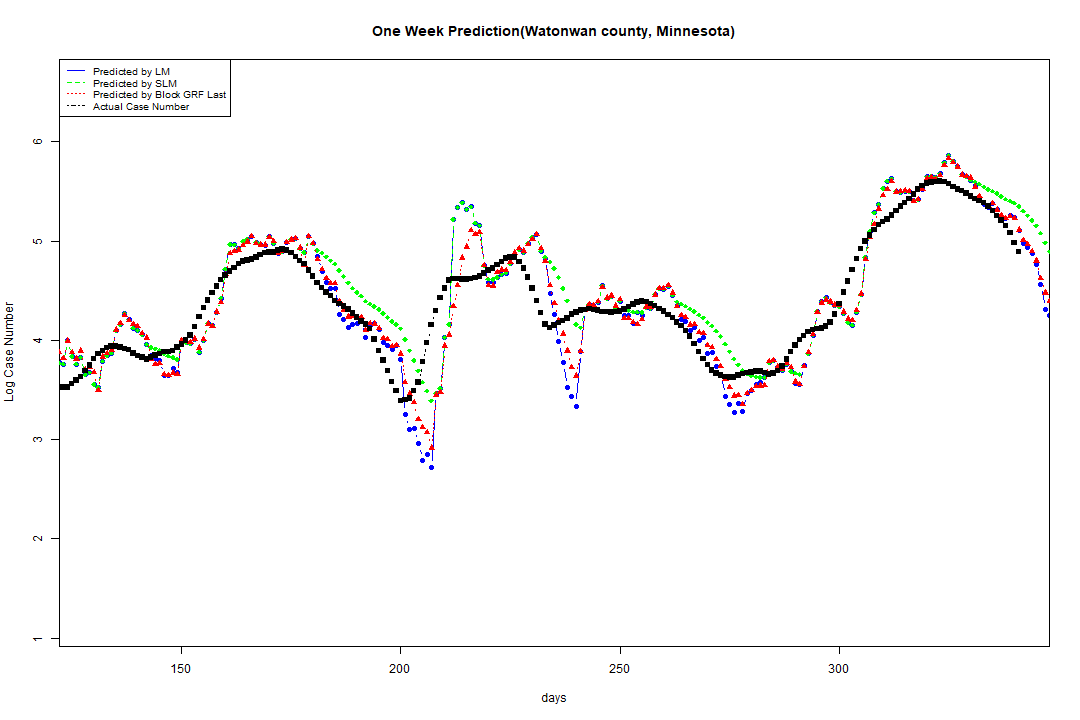 One Week Prediction(Watonwan county, Minnesota)
Predicted by LM
Predicted by SLM
Predicted by Block GRF Last
Actual Case Number
Log Case Number
6
5
4
3
2
1
150 200 250 300
days